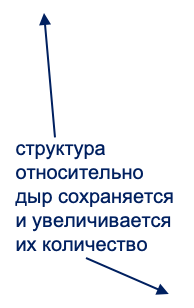 структура
относительно
дыр сохраняется
и увеличивается
их количество